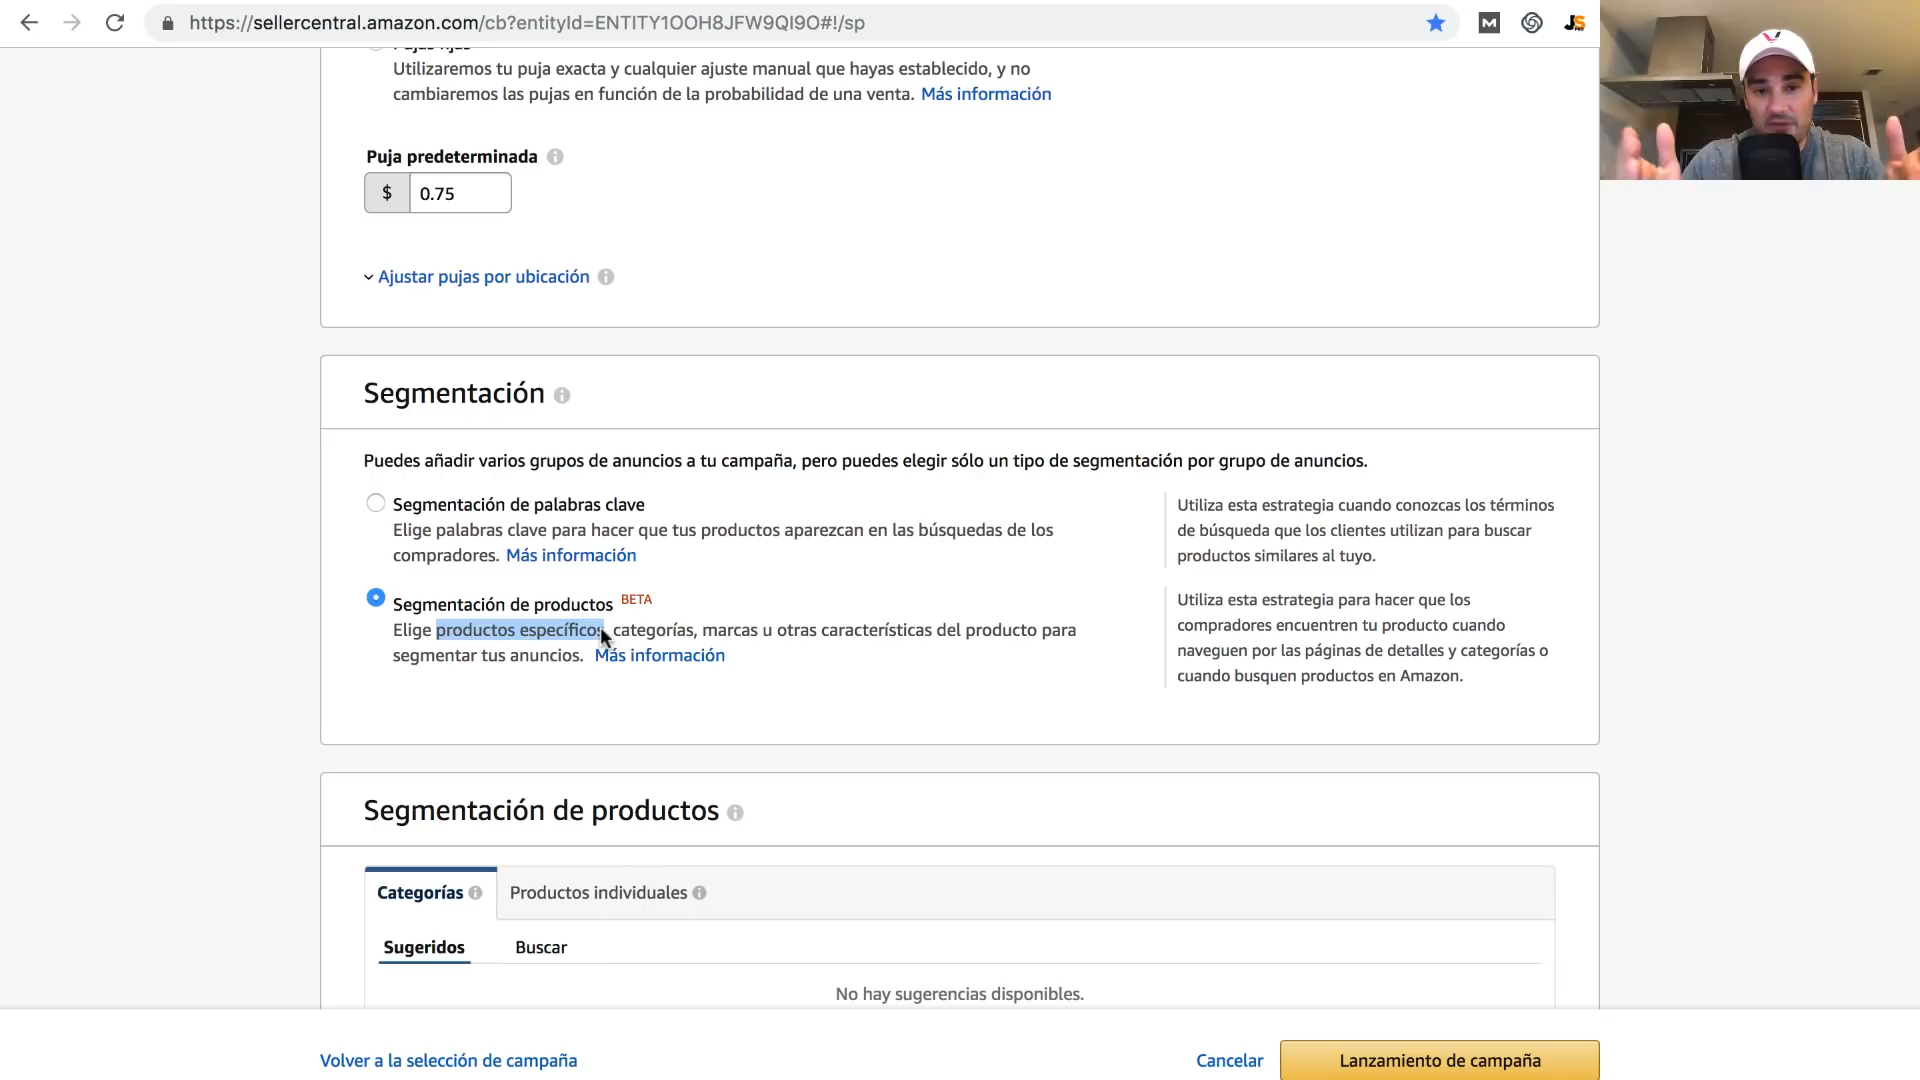 https://sellercentral.amazon.com/cb?entityId=ENTITY1OOH8JFW9QI9O#!/sp
Pujas fijas
Utilizaremos tu puja exacta y cualquier ajuste manual que hayas establecido, y no
cambiaremos las pujas en función de la probabilidad de una venta. Más información
Puja predeterminada
$ 0.75
Ajustar pujas por ubicación
Segmentación
Puedes añadir varios grupos de anuncios a tu campaña, pero puedes elegir sólo un tipo de segmentación por grupo de anuncios.
Segmentación de palabras clave
Elige palabras clave para hacer que tus productos aparezcan en las búsquedas de los
compradores. Más información
Utiliza esta estrategia cuando conozcas los términos
de búsqueda que los clientes utilizan para buscar
productos similares al tuyo.
Segmentación de productos BETA
Elige productos específicos, categorías, marcas u otras características del producto para
segmentar tus anuncios. Más información
Utiliza esta estrategia para hacer que los
compradores encuentren tu producto cuando
naveguen por las páginas de detalles y categorías o
cuando busquen productos en Amazon.
Segmentación de productos
Categorías Productos individuales
Sugeridos Buscar
No hay sugerencias disponibles.
Volver a la selección de campaña Cancelar Lanzamiento de campaña